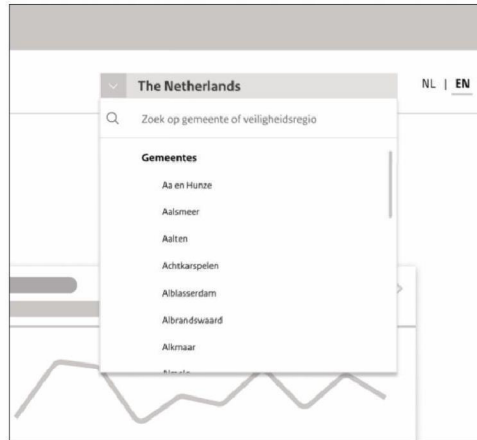 The Netherlands
NL | EN
Zoek op gemeente of veiligheidsregio
Gemeentes
Aa en Hunze
Aalsmeer
Aalten
Achtkarspelen
Alblasserdam
Albrandswaard
Alkmaar